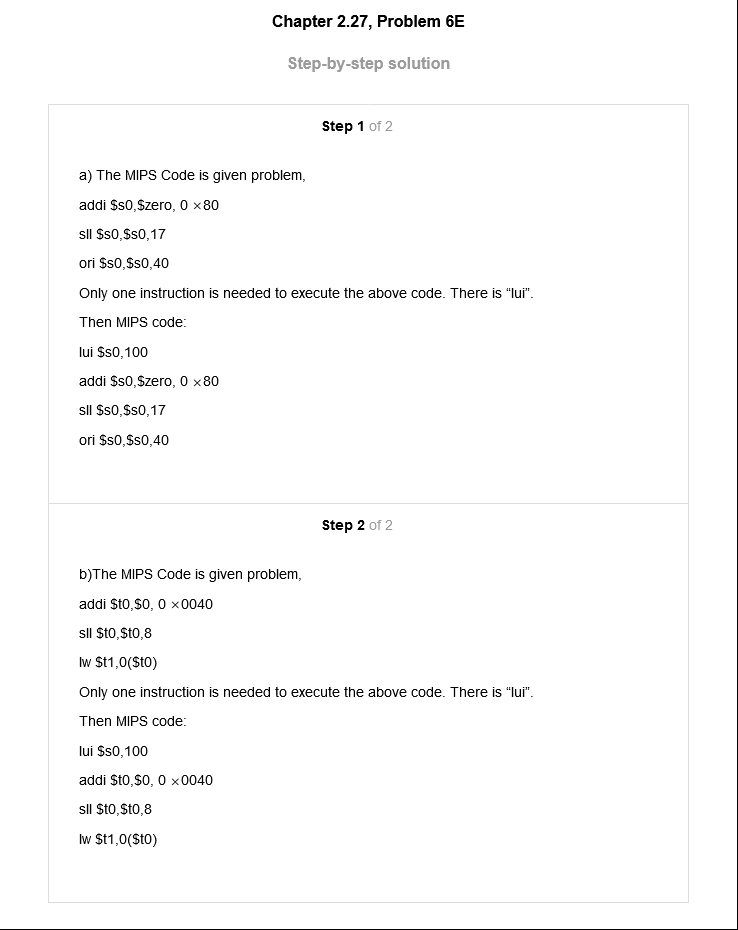 Chapter 2.27, Problem 6E
Step-by-step solution
Step 1 of 2
a) The MIPS Code is given problem,
addi $s0,$zero, 0 ×80
sll $s0,$s0,17
ori $s0,$s0,40
Only one instruction is needed to execute the above code. There is “lui”.
Then MIPS code:
lui $s0,100
addi $s0,$zero, 0 ×80
sll $s0,$s0,17
ori $s0,$s0,40
Step 2 of 2
b)The MIPS Code is given problem,
addi $t0,$0, 0 ×0040
sll $t0,$t0,8
lw $t1,0($t0)
Only one instruction is needed to execute the above code. There is “lui”.
Then MIPS code:
lui $s0,100
addi $t0,$0, 0 ×0040
sll $t0,$t0,8
lw $t1,0($t0)